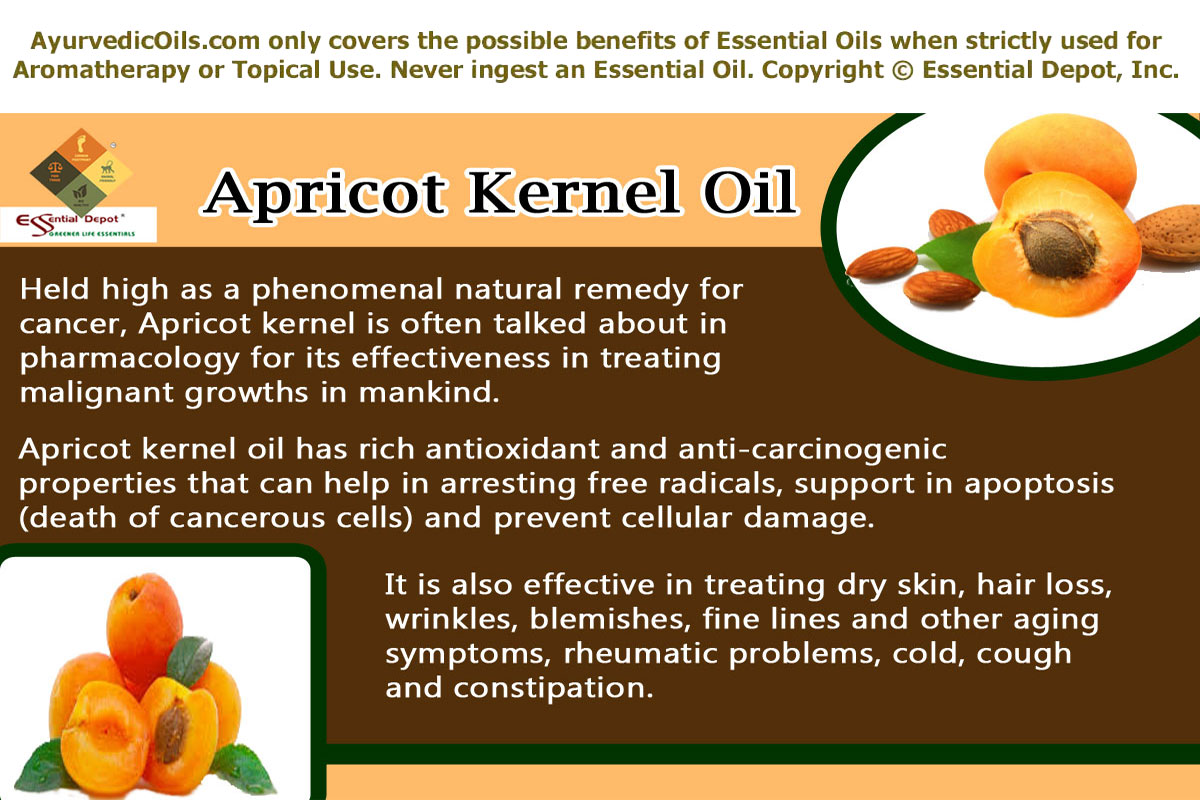 AyurvedicOils.com only covers the possible benefits of Essential Oils when strictly used for
Aromatherapy or Topical Use. Never ingest an Essential Oil. Copyright © Essential Depot, Inc.
Essential Depot
GREENER LIFE ESSENTIALS
Apricot Kernel Oil
Held high as a phenomenal natural remedy for
cancer, Apricot kernel is often talked about in
pharmacology for its effectiveness in treating
malignant growths in mankind.
Apricot kernel oil has rich antioxidant and anti-carcinogenic
properties that can help in arresting free radicals, support in apoptosis
(death of cancerous cells) and prevent cellular damage.
It is also effective in treating dry skin, hair loss,
wrinkles, blemishes, fine lines and other aging
symptoms, rheumatic problems, cold, cough
and constipation.